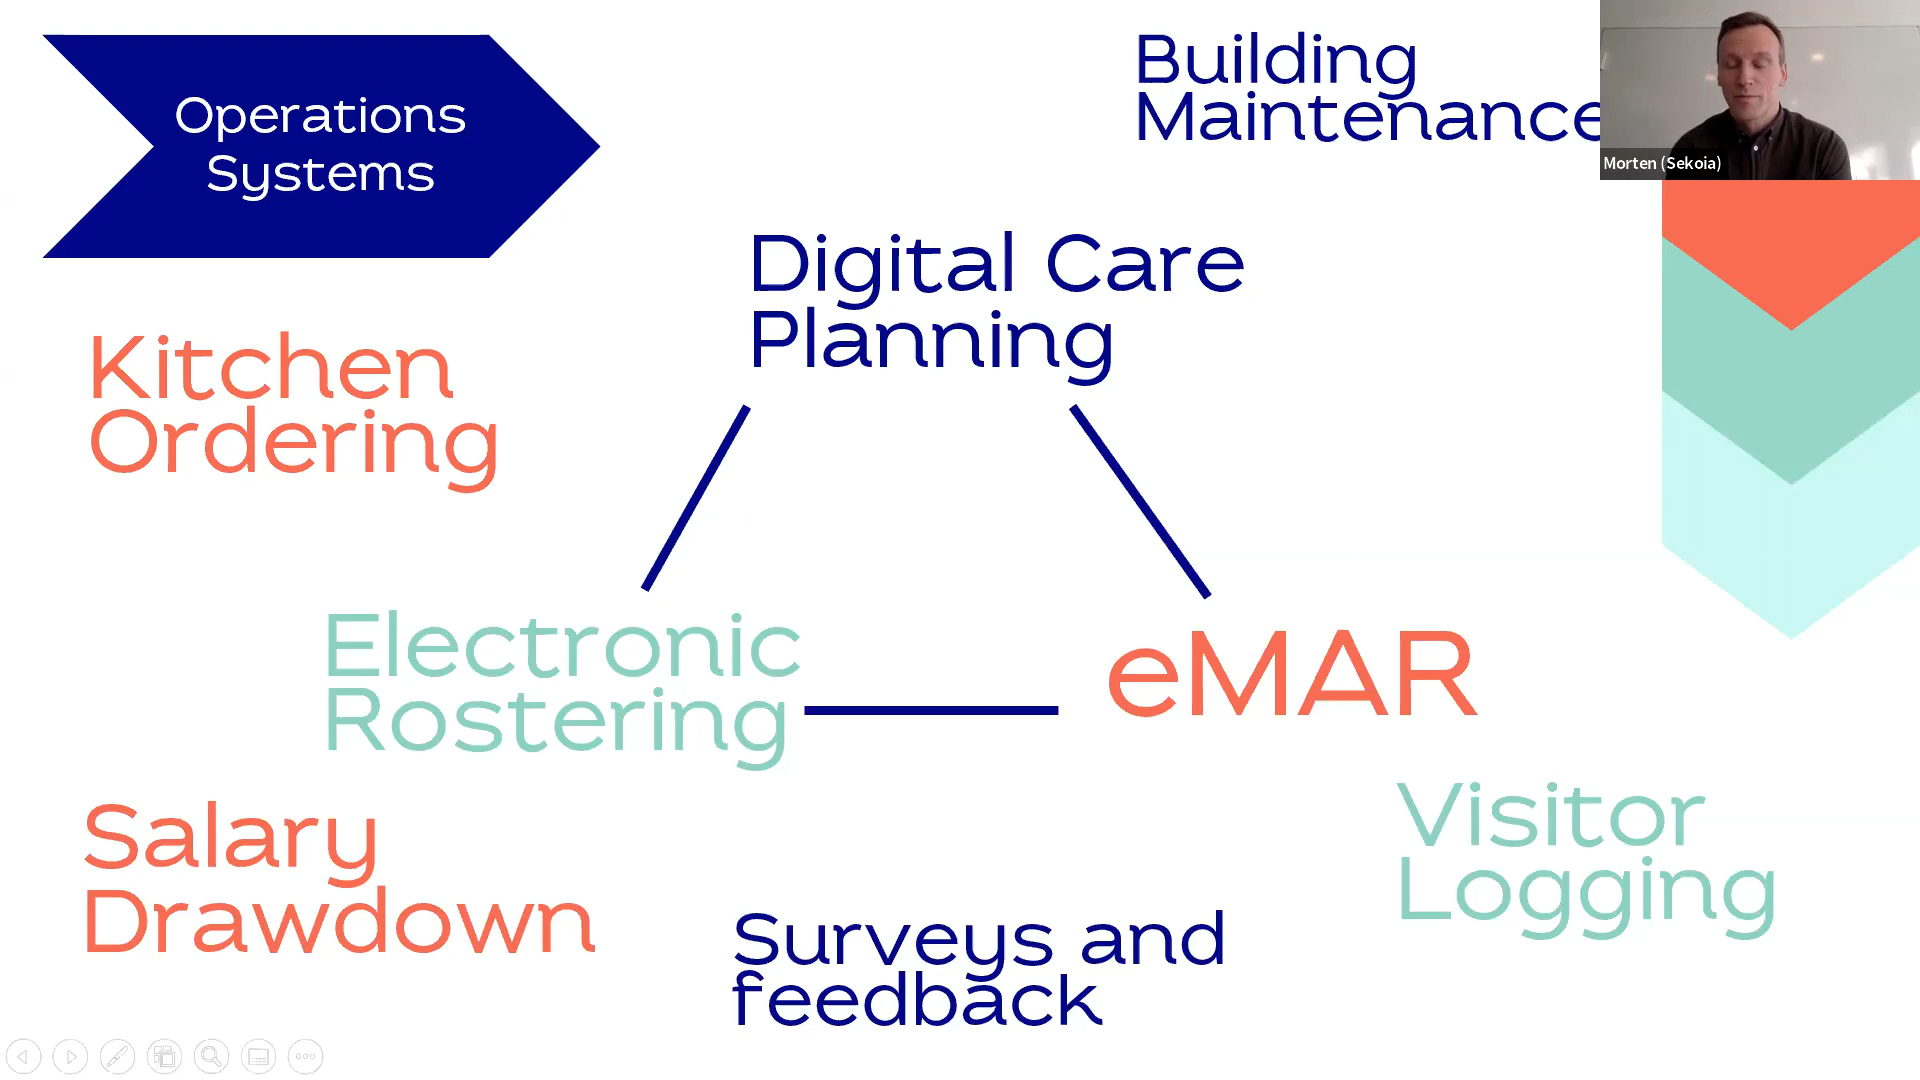 Operations
Systems
Building
Maintenance
Morten (Sekoia)
Digital Care
Planning
Kitchen
Ordering
Electronic
Rostering
eMAR
Salary
Drawdown
Visitor
Logging
Surveys and
feedback